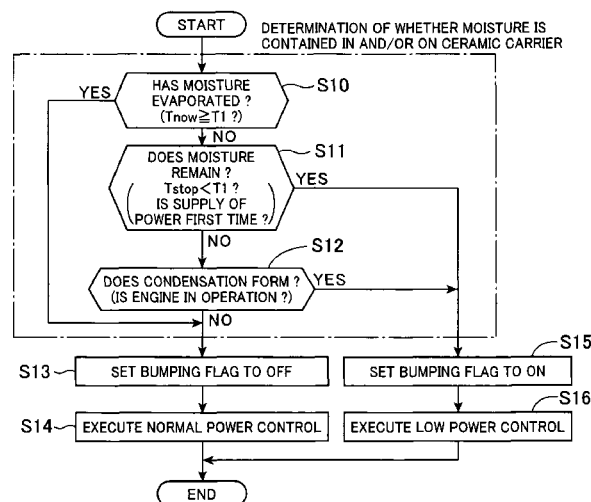 START
DETERMINATION OF WHETHER MOISTURE IS
CONTAINED IN AND/OR ON CERAMIC CARRIER
YES
HAS MOISTURE
EVAPORATED ?
(Tnow≧T1 ?)
S10
NO
DOES MOISTURE
REMAIN ?
Tstop<T1 ?
IS SUPPLY OF
POWER FIRST TIME ?
S11
YES
NO
S12
DOES CONDENSATION FORM ?
(IS ENGINE IN OPERATION ?)
YES
NO
S13
SET BUMPING FLAG TO OFF
S15
SET BUMPING FLAG TO ON
S14
EXECUTE NORMAL POWER CONTROL
S16
EXECUTE LOW POWER CONTROL
END